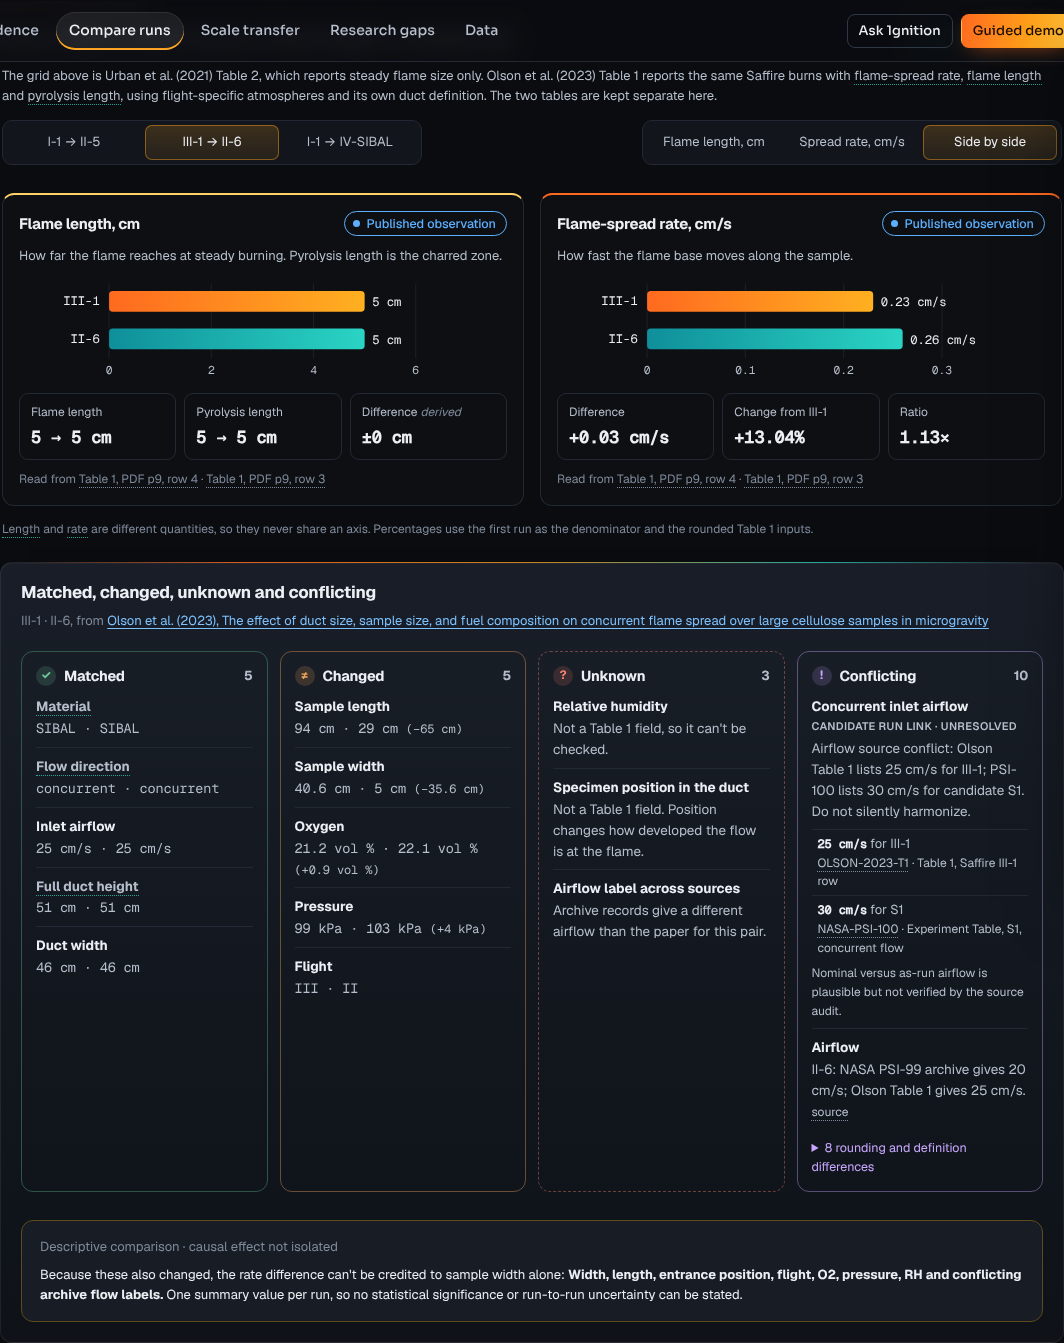 dence Compare runs Scale transfer Research gaps Data Ask Ignition Guided demo
The grid above is Urban et al. (2021) Table 2, which reports steady flame size only. Olson et al. (2023) Table 1 reports the same Saffire burns with flame-spread rate, flame length
and pyrolysis length, using flight-specific atmospheres and its own duct definition. The two tables are kept separate here.
I-1 → II-5 III-1 → II-6 I-1 → IV-SIBAL Flame length, cm Spread rate, cm/s Side by side
Flame length, cm Published observation
How far the flame reaches at steady burning. Pyrolysis length is the charred zone.
III-1 5 cm
II-6 5 cm
0 2 4 6
Flame length Pyrolysis length Difference derived
5 → 5 cm 5 → 5 cm ±0 cm
Read from Table 1, PDF p9, row 4 · Table 1, PDF p9, row 3
Flame-spread rate, cm/s Published observation
How fast the flame base moves along the sample.
III-1 0.23 cm/s
II-6 0.26 cm/s
0 0.1 0.2 0.3
Difference Change from III-1 Ratio
+0.03 cm/s +13.04% 1.13×
Read from Table 1, PDF p9, row 4 · Table 1, PDF p9, row 3
Length and rate are different quantities, so they never share an axis. Percentages use the first run as the denominator and the rounded Table 1 inputs.
Matched, changed, unknown and conflicting
III-1 · II-6, from Olson et al. (2023), The effect of duct size, sample size, and fuel composition on concurrent flame spread over large cellulose samples in microgravity
✓ Matched 5
Material
SIBAL · SIBAL
Flow direction
concurrent · concurrent
Inlet airflow
25 cm/s · 25 cm/s
Full duct height
51 cm · 51 cm
Duct width
46 cm · 46 cm
≠ Changed 5
Sample length
94 cm · 29 cm (−65 cm)
Sample width
40.6 cm · 5 cm (−35.6 cm)
Oxygen
21.2 vol % · 22.1 vol %
(+0.9 vol %)
Pressure
99 kPa · 103 kPa (+4 kPa)
Flight
III · II
? Unknown 3
Relative humidity
Not a Table 1 field, so it can't be
checked.
Specimen position in the duct
Not a Table 1 field. Position
changes how developed the flow
is at the flame.
Airflow label across sources
Archive records give a different
airflow than the paper for this pair.
! Conflicting 10
Concurrent inlet airflow
CANDIDATE RUN LINK · UNRESOLVED
Airflow source conflict: Olson
Table 1 lists 25 cm/s for III-1; PSI-
100 lists 30 cm/s for candidate S1.
Do not silently harmonize.
25 cm/s for III-1
OLSON-2023-T1 · Table 1, Saffire III-1
row
30 cm/s for S1
NASA-PSI-100 · Experiment Table, S1,
concurrent flow
Nominal versus as-run airflow is
plausible but not verified by the source
audit.
Airflow
II-6: NASA PSI-99 archive gives 20
cm/s; Olson Table 1 gives 25 cm/s.
source
▶ 8 rounding and definition
differences
Descriptive comparison · causal effect not isolated
Because these also changed, the rate difference can't be credited to sample width alone: Width, length, entrance position, flight, O2, pressure, RH and conflicting
archive flow labels. One summary value per run, so no statistical significance or run-to-run uncertainty can be stated.